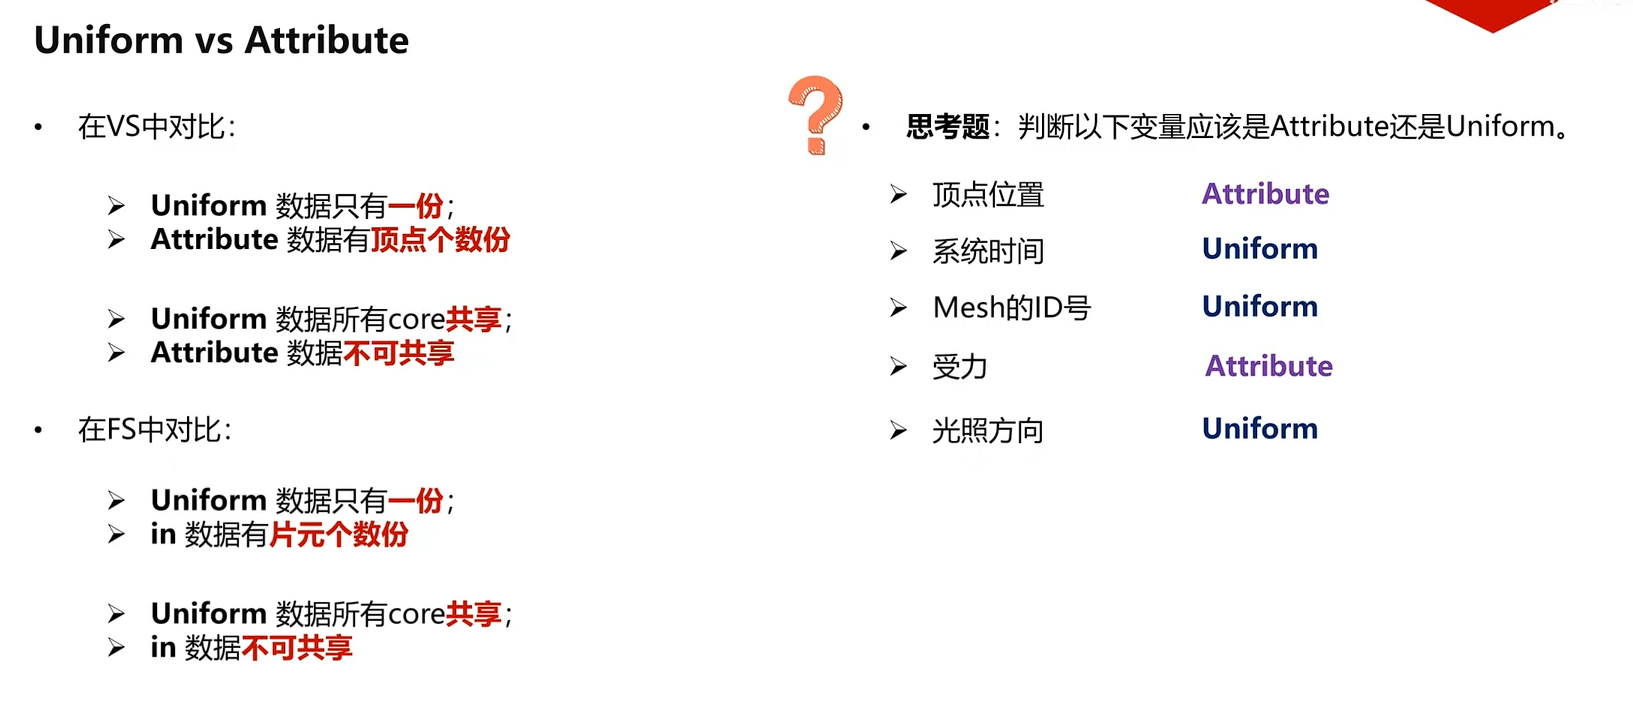 Uniform vs Attribute
• 在VS中对比：
➢ Uniform 数据只有一份；
➢ Attribute 数据有顶点个数份
➢ Uniform 数据所有core共享；
➢ Attribute 数据不可共享
• 在FS中对比：
➢ Uniform 数据只有一份；
➢ in 数据有片元个数份
➢ Uniform 数据所有core共享；
➢ in 数据不可共享
?
• 思考题：判断以下变量应该是Attribute还是Uniform。
➢ 顶点位置 Attribute
➢ 系统时间 Uniform
➢ Mesh的ID号 Uniform
➢ 受力 Attribute
➢ 光照方向 Uniform